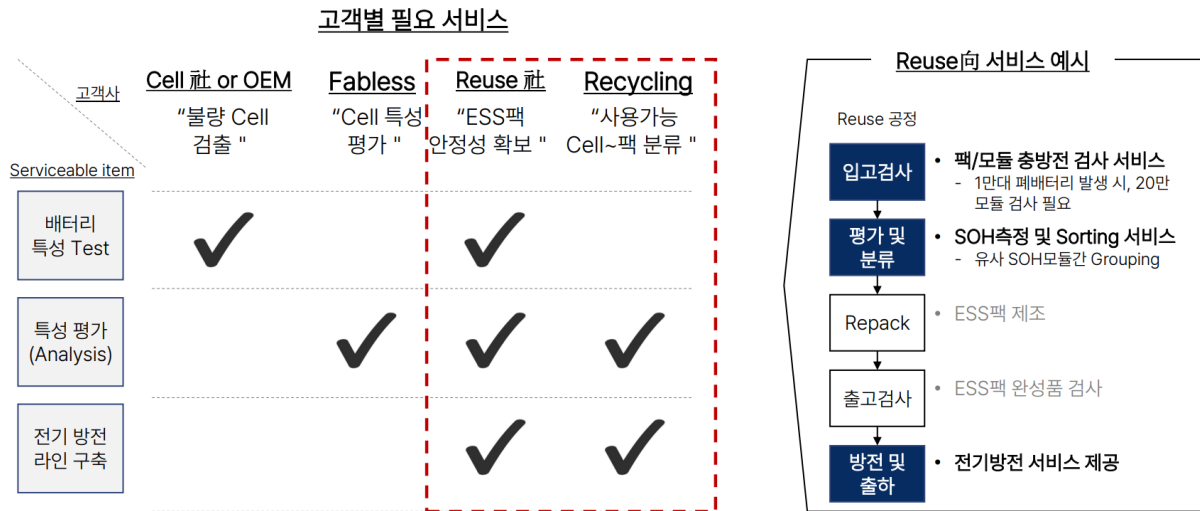 고객별 필요 서비스
고객사
Serviceable item
Cell 社 or OEM
“불량 Cell
검출 "
Fabless
“Cell 특성
평가 "
Reuse 社
“ESS팩
안정성 확보 "
Recycling
“사용가능
Cell~팩 분류 "
배터리
특성 Test
특성 평가
(Analysis)
전기 방전
라인 구축
Reuse向 서비스 예시
Reuse 공정
입고검사
• 팩/모듈 충방전 검사 서비스
- 1만대 폐배터리 발생 시, 20만
모듈 검사 필요
평가 및
분류
• SOH측정 및 Sorting 서비스
- 유사 SOH모듈간 Grouping
Repack
• ESS팩 제조
출고검사
• ESS팩 완성품 검사
방전 및
출하
• 전기방전 서비스 제공